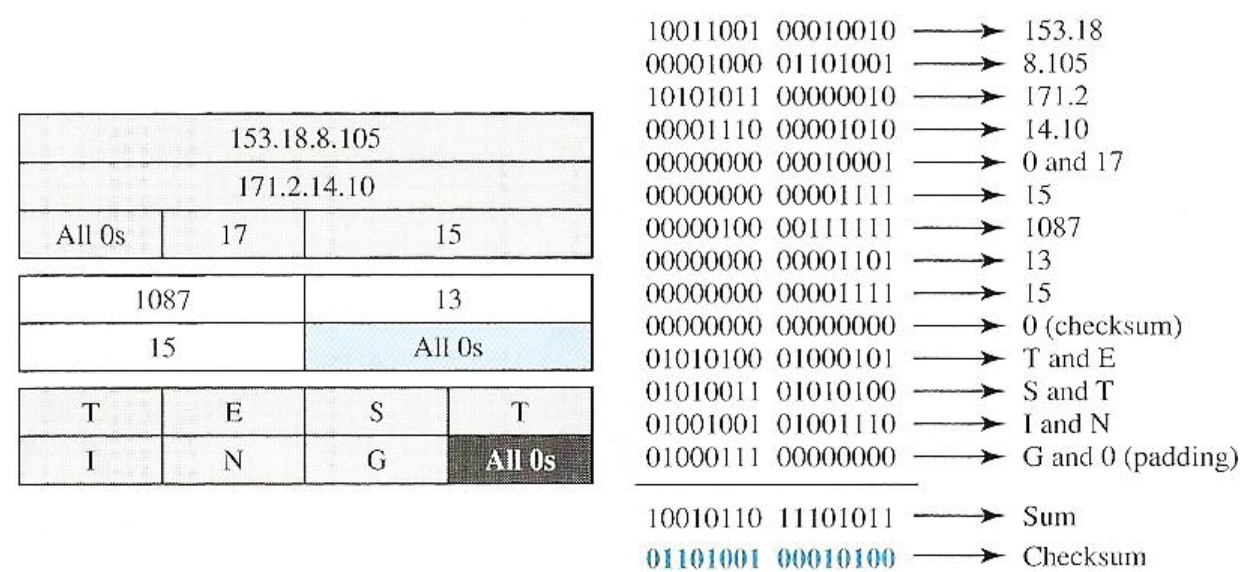 153.18.8.105
171.2.14.10
All 0s 17 15
1087 13
15 All 0s
T E S T
I N G All 0s
10011001 00010010 153.18
00001000 01101001 8.105
10101011 00000010 171.2
00001110 00001010 14.10
00000000 00010001 0 and 17
00000000 00001111 15
00000100 00111111 1087
00000000 00001101 13
00000000 00001111 15
00000000 00000000 0 (checksum)
01010100 01000101 T and E
01010011 01010100 S and T
01001001 01001110 I and N
01000111 00000000 G and 0 (padding)
10010110 11101011 Sum
01101001 00010100 Checksum